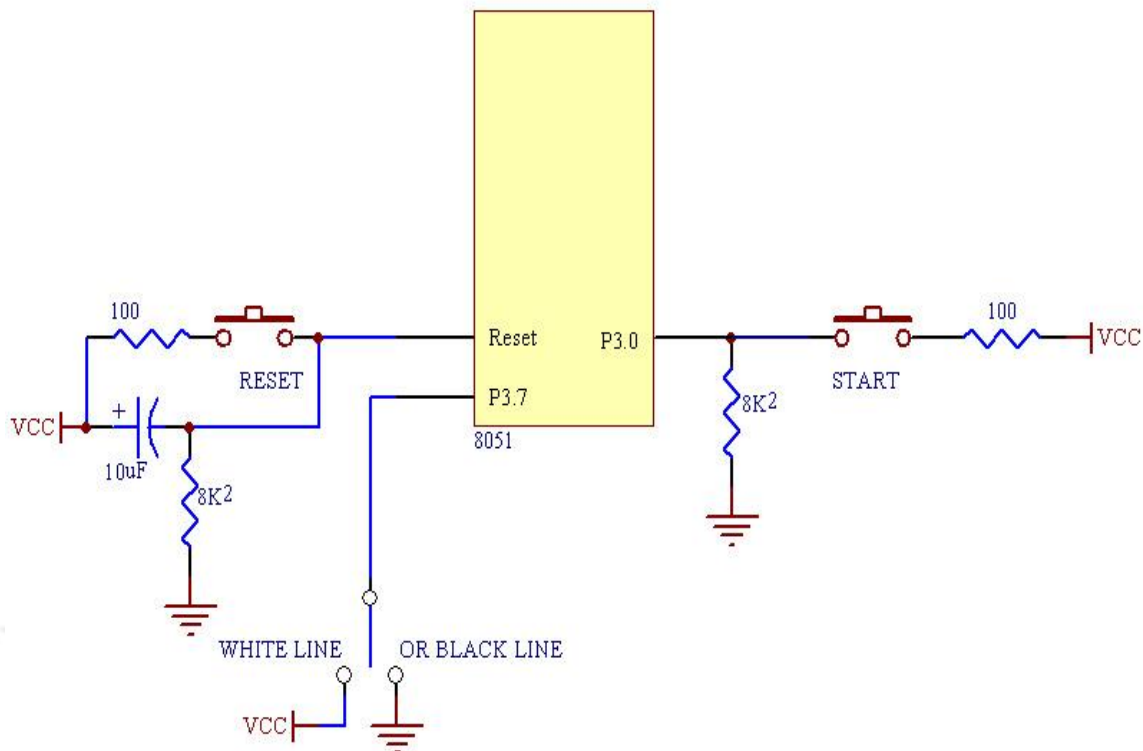 100
100
Reset
P3.0
VCC
RESET
START
P3.7
8K2
VCC
+
8051
10uF
8K2
WHITE LINE
OR BLACK LINE
VCC